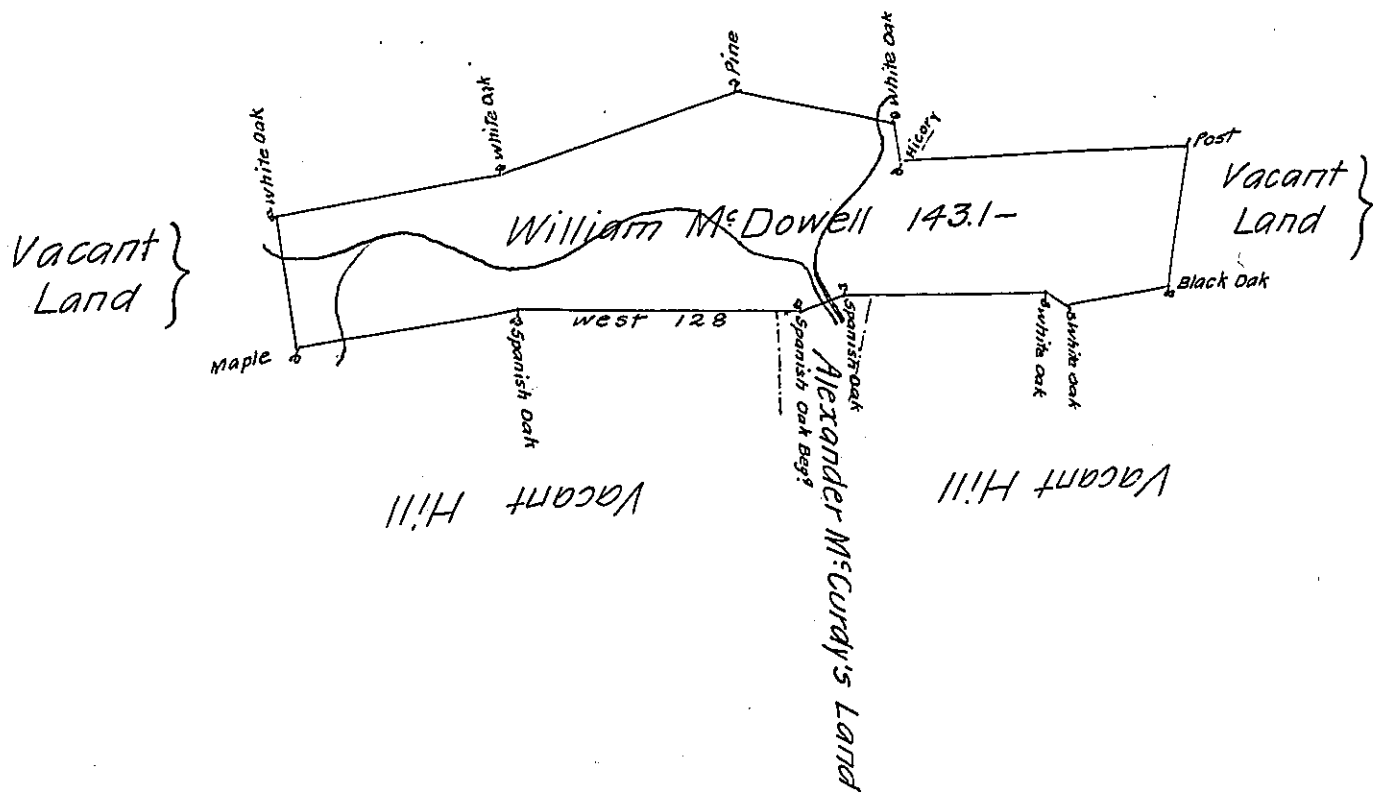 White Oak
White Oak
Pine
White Oak
Hicory
Post
Vacant
Land
Vacant
Land
William McDowell 143.1-
Black Oak
Maple
Spanish Oak
West 128
Spanish Oak Beg?
Spanish Oak
White Oak
White Oak
Alexander McCurdy's Land
Vacant Hill
Vacant Hill